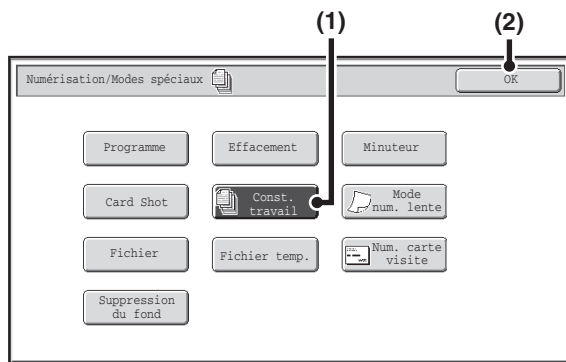 (1) (2)
Numérisation/Modes spéciaux OK
Programme Effacement Minuteur
Card Shot Const. travail Mode num. lente
Fichier Fichier temp. Num. carte visite
Suppression du fond